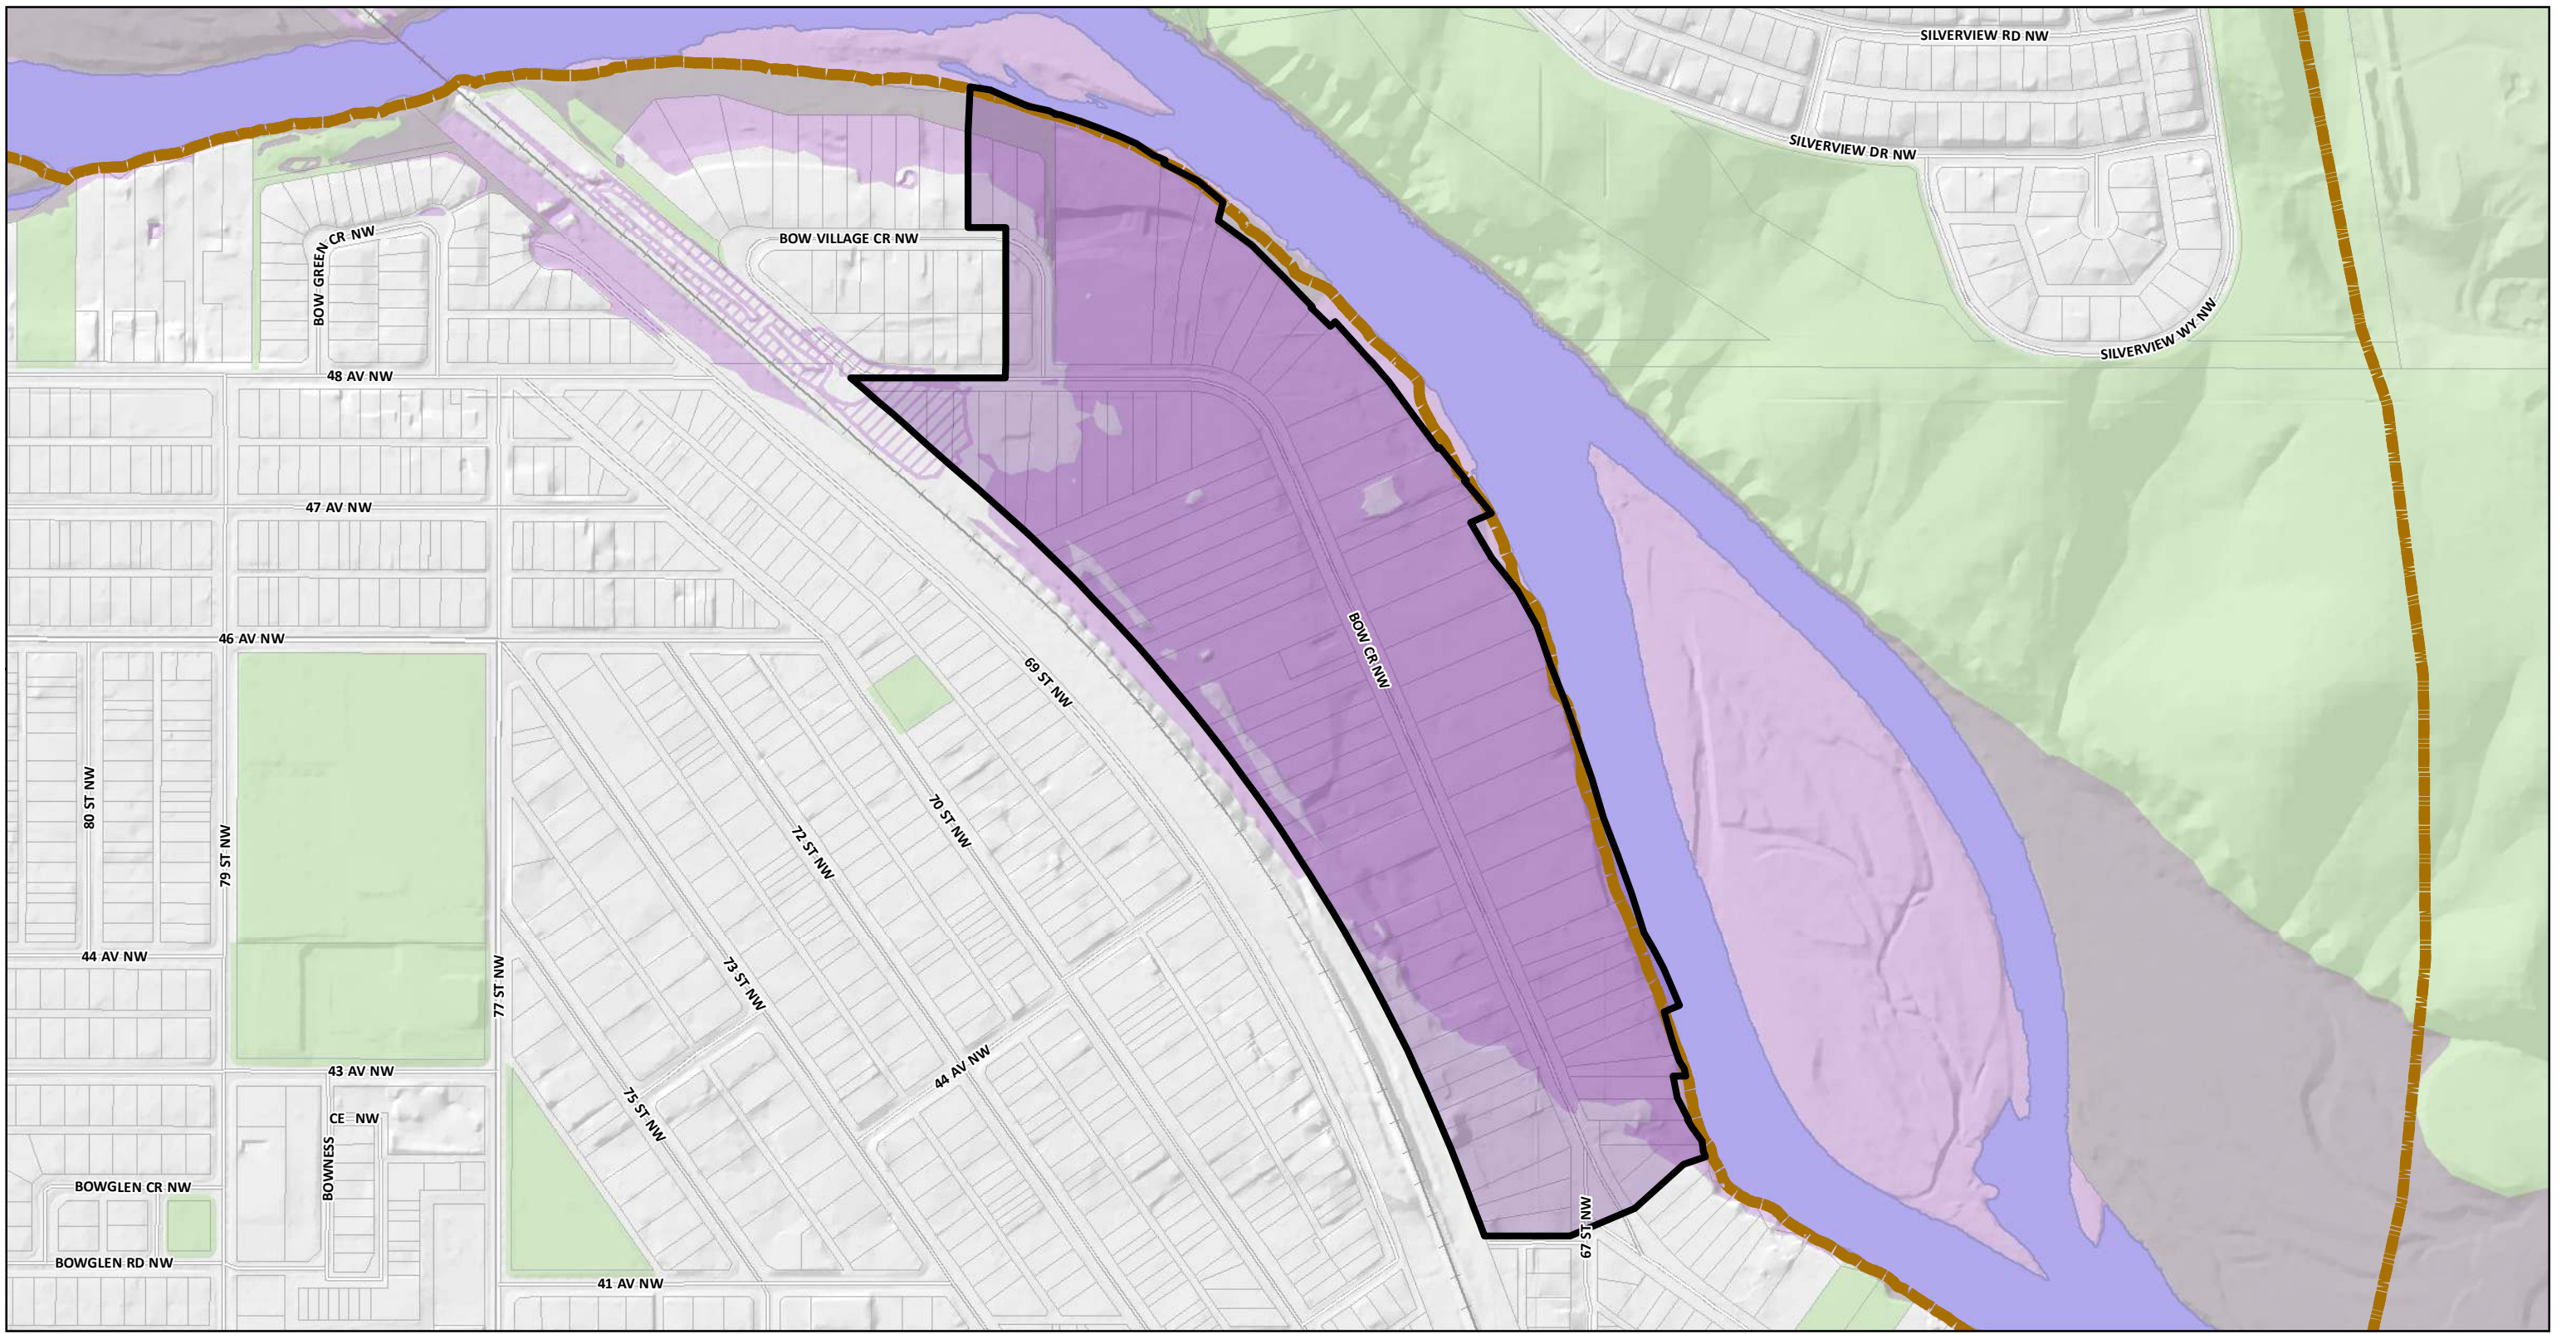 SILVERVIEW RD NW
SILVERVIEW DR NW
BOW GREEN CR NW
BOW VILLAGE CR NW
SILVERVIEW WY NW
48 AV NW
47 AV NW
46 AV NW
BOW CR NW
69 ST NW
80 ST NW
79 ST NW
70 ST NW
72 ST NW
44 AV NW
77 ST NW
73 ST NW
43 AV NW
44 AV NW
75 ST NW
BOWNESS CE NW
BOWGLEN CR NW
67 ST NW
BOWGLEN RD NW
41 AV NW